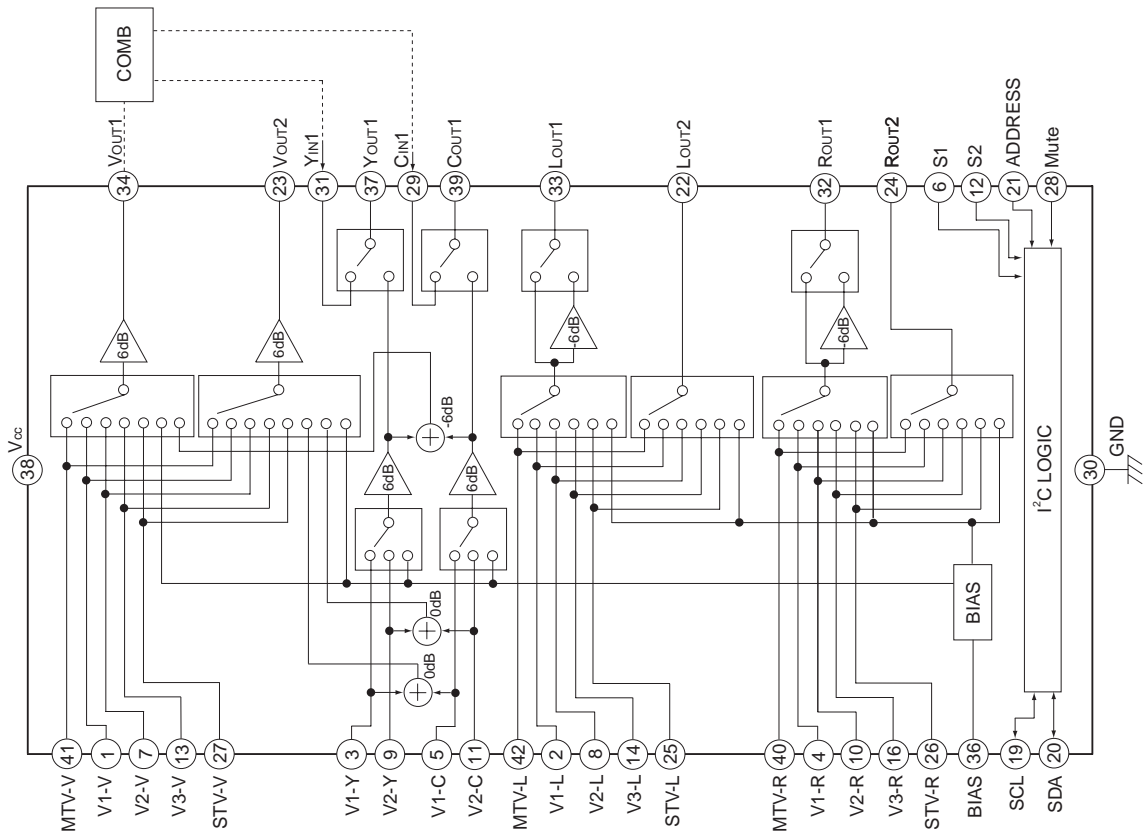 COMB
VOUT1
VOUT2
YIN1
YOUT1
CIN1
COUT1
LOUT1
LOUT2
ROUT1
ROUT2
S1
S2
ADDRESS
Mute
34
23
31
37
29
39
33
22
32
24
6
12
21
28
6dB
6dB
-6dB
-6dB
Vcc
38
-6dB
6dB
6dB
I²C LOGIC
30
GND
0dB
0dB
BIAS
41
1
7
13
27
3
9
5
11
42
2
8
14
25
40
4
10
16
26
36
19
20
MTV-V
V1-V
V2-V
V3-V
STV-V
V1-Y
V2-Y
V1-C
V2-C
MTV-L
V1-L
V2-L
V3-L
STV-L
MTV-R
V1-R
V2-R
V3-R
STV-R
BIAS
SCL
SDA